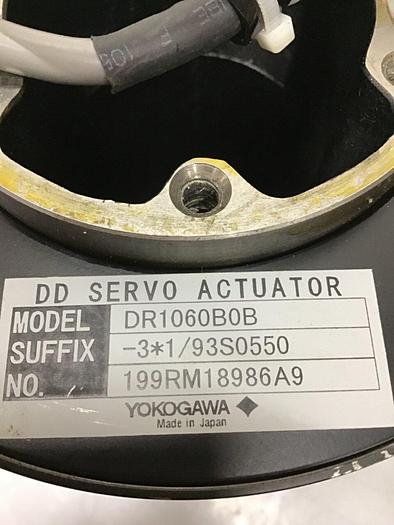 DD SERVO ACTUATOR
MODEL DR1060B0B
SUFFIX -3*1/93S0550
NO. 199RM18986A9
YOKOGAWA
Made in Japan